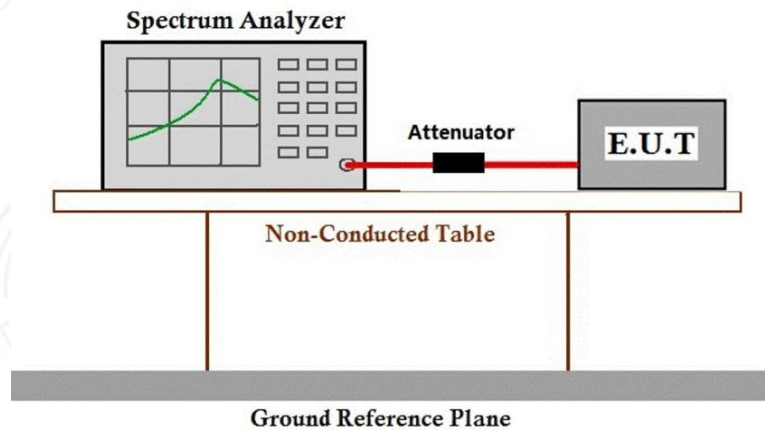 Spectrum Analyzer
Attenuator
E.U.T
Non-Conducted Table
Ground Reference Plane